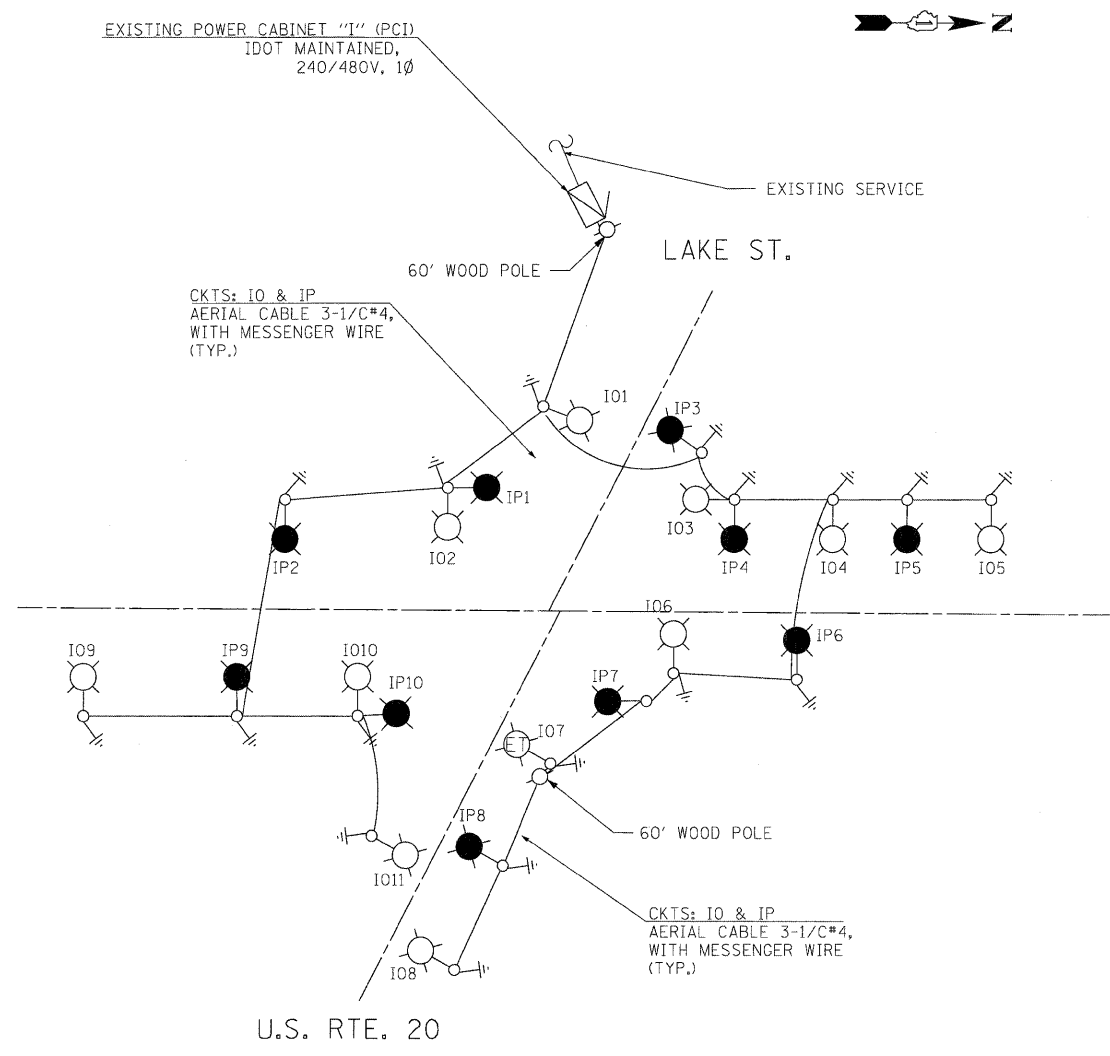 EXISTING POWER CABINET "I" (PCI)
IDOT MAINTAINED,
240/480V, 1Ø
N
EXISTING SERVICE
LAKE ST.
60' WOOD POLE
CKTS: IO & IP
AERIAL CABLE 3-1/C#4,
WITH MESSENGER WIRE
(TYP.)
IO1
IP3
IP1
IO3
IO2
IP2
IP4
IO4
IP5
IO5
IO6
IP6
IO9
IP9
IO10
IP10
IP7
IO7
ET
IP8
60' WOOD POLE
IO11
CKTS: IO & IP
AERIAL CABLE 3-1/C#4,
WITH MESSENGER WIRE
(TYP.)
IO8
U.S. RTE. 20